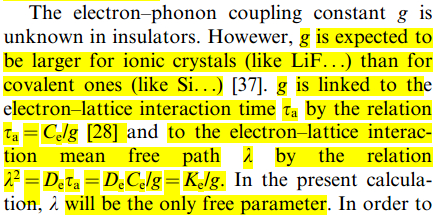 The electron–phonon coupling constant g is
unknown in insulators. However, g is expected to
be larger for ionic crystals (like LiF…) than for
covalent ones (like Si…) [37]. g is linked to the
electron–lattice interaction time τa by the relation
τa = Ce/g [28] and to the electron–lattice interac-
tion mean free path λ by the relation
λ² = Deτa = DeCe/g = Ke/g. In the present calcula-
tion, λ will be the only free parameter. In order to